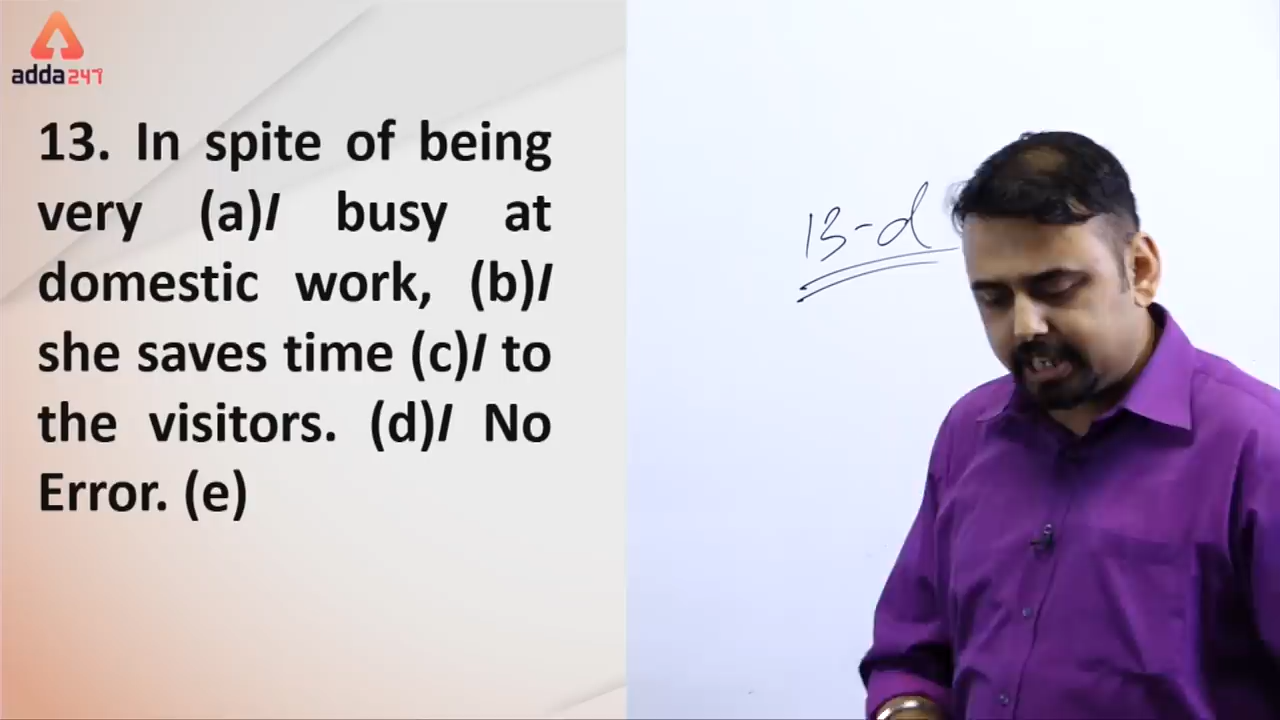 adda247
13. In spite of being
very (a)/ busy at
domestic work, (b)/
she saves time (c)/ to
the visitors. (d)/ No
Error. (e)
13-d